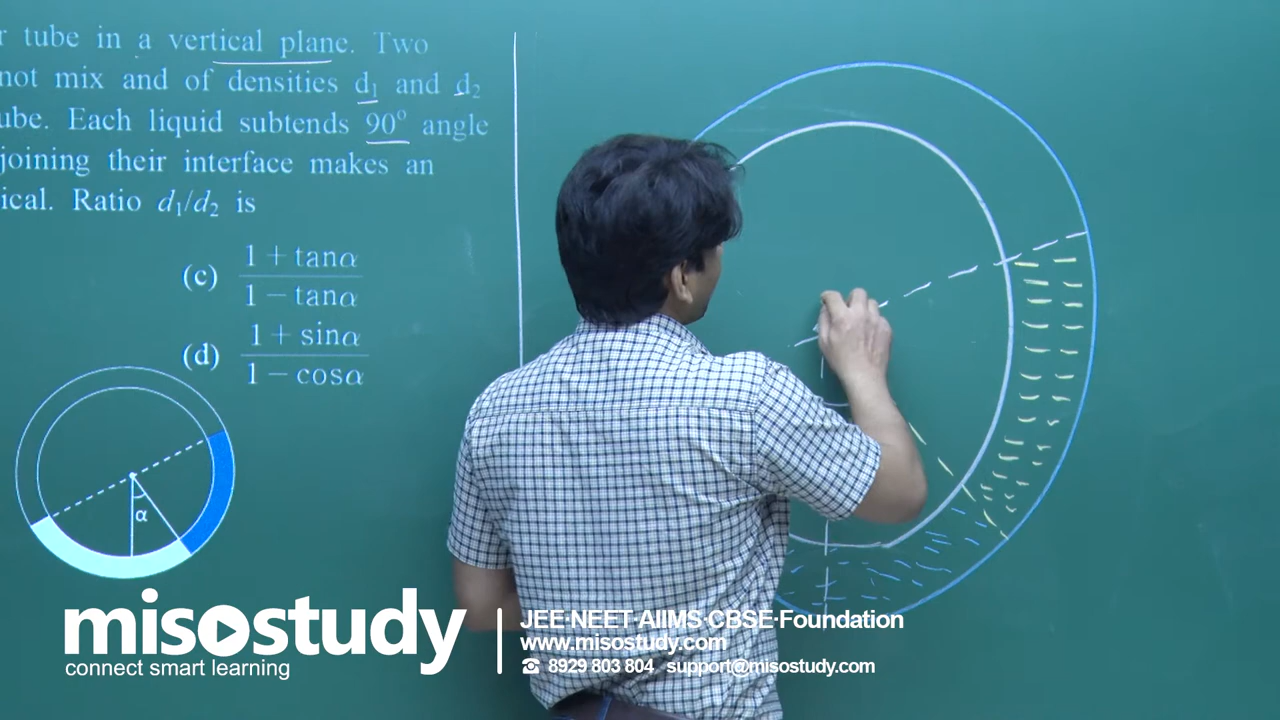 r tube in a vertical plane. Two
not mix and of densities d₁ and d₂
ube. Each liquid subtends 90° angle
joining their interface makes an
ical. Ratio d₁/d₂ is
(c) 1 + tanα
1 − tanα
(d) 1 + sinα
1 − cosα
α
misostudy
connect smart learning
JEE·NEET·AIIMS·CBSE·Foundation
www.misostudy.com
8929 803 804 support@misostudy.com